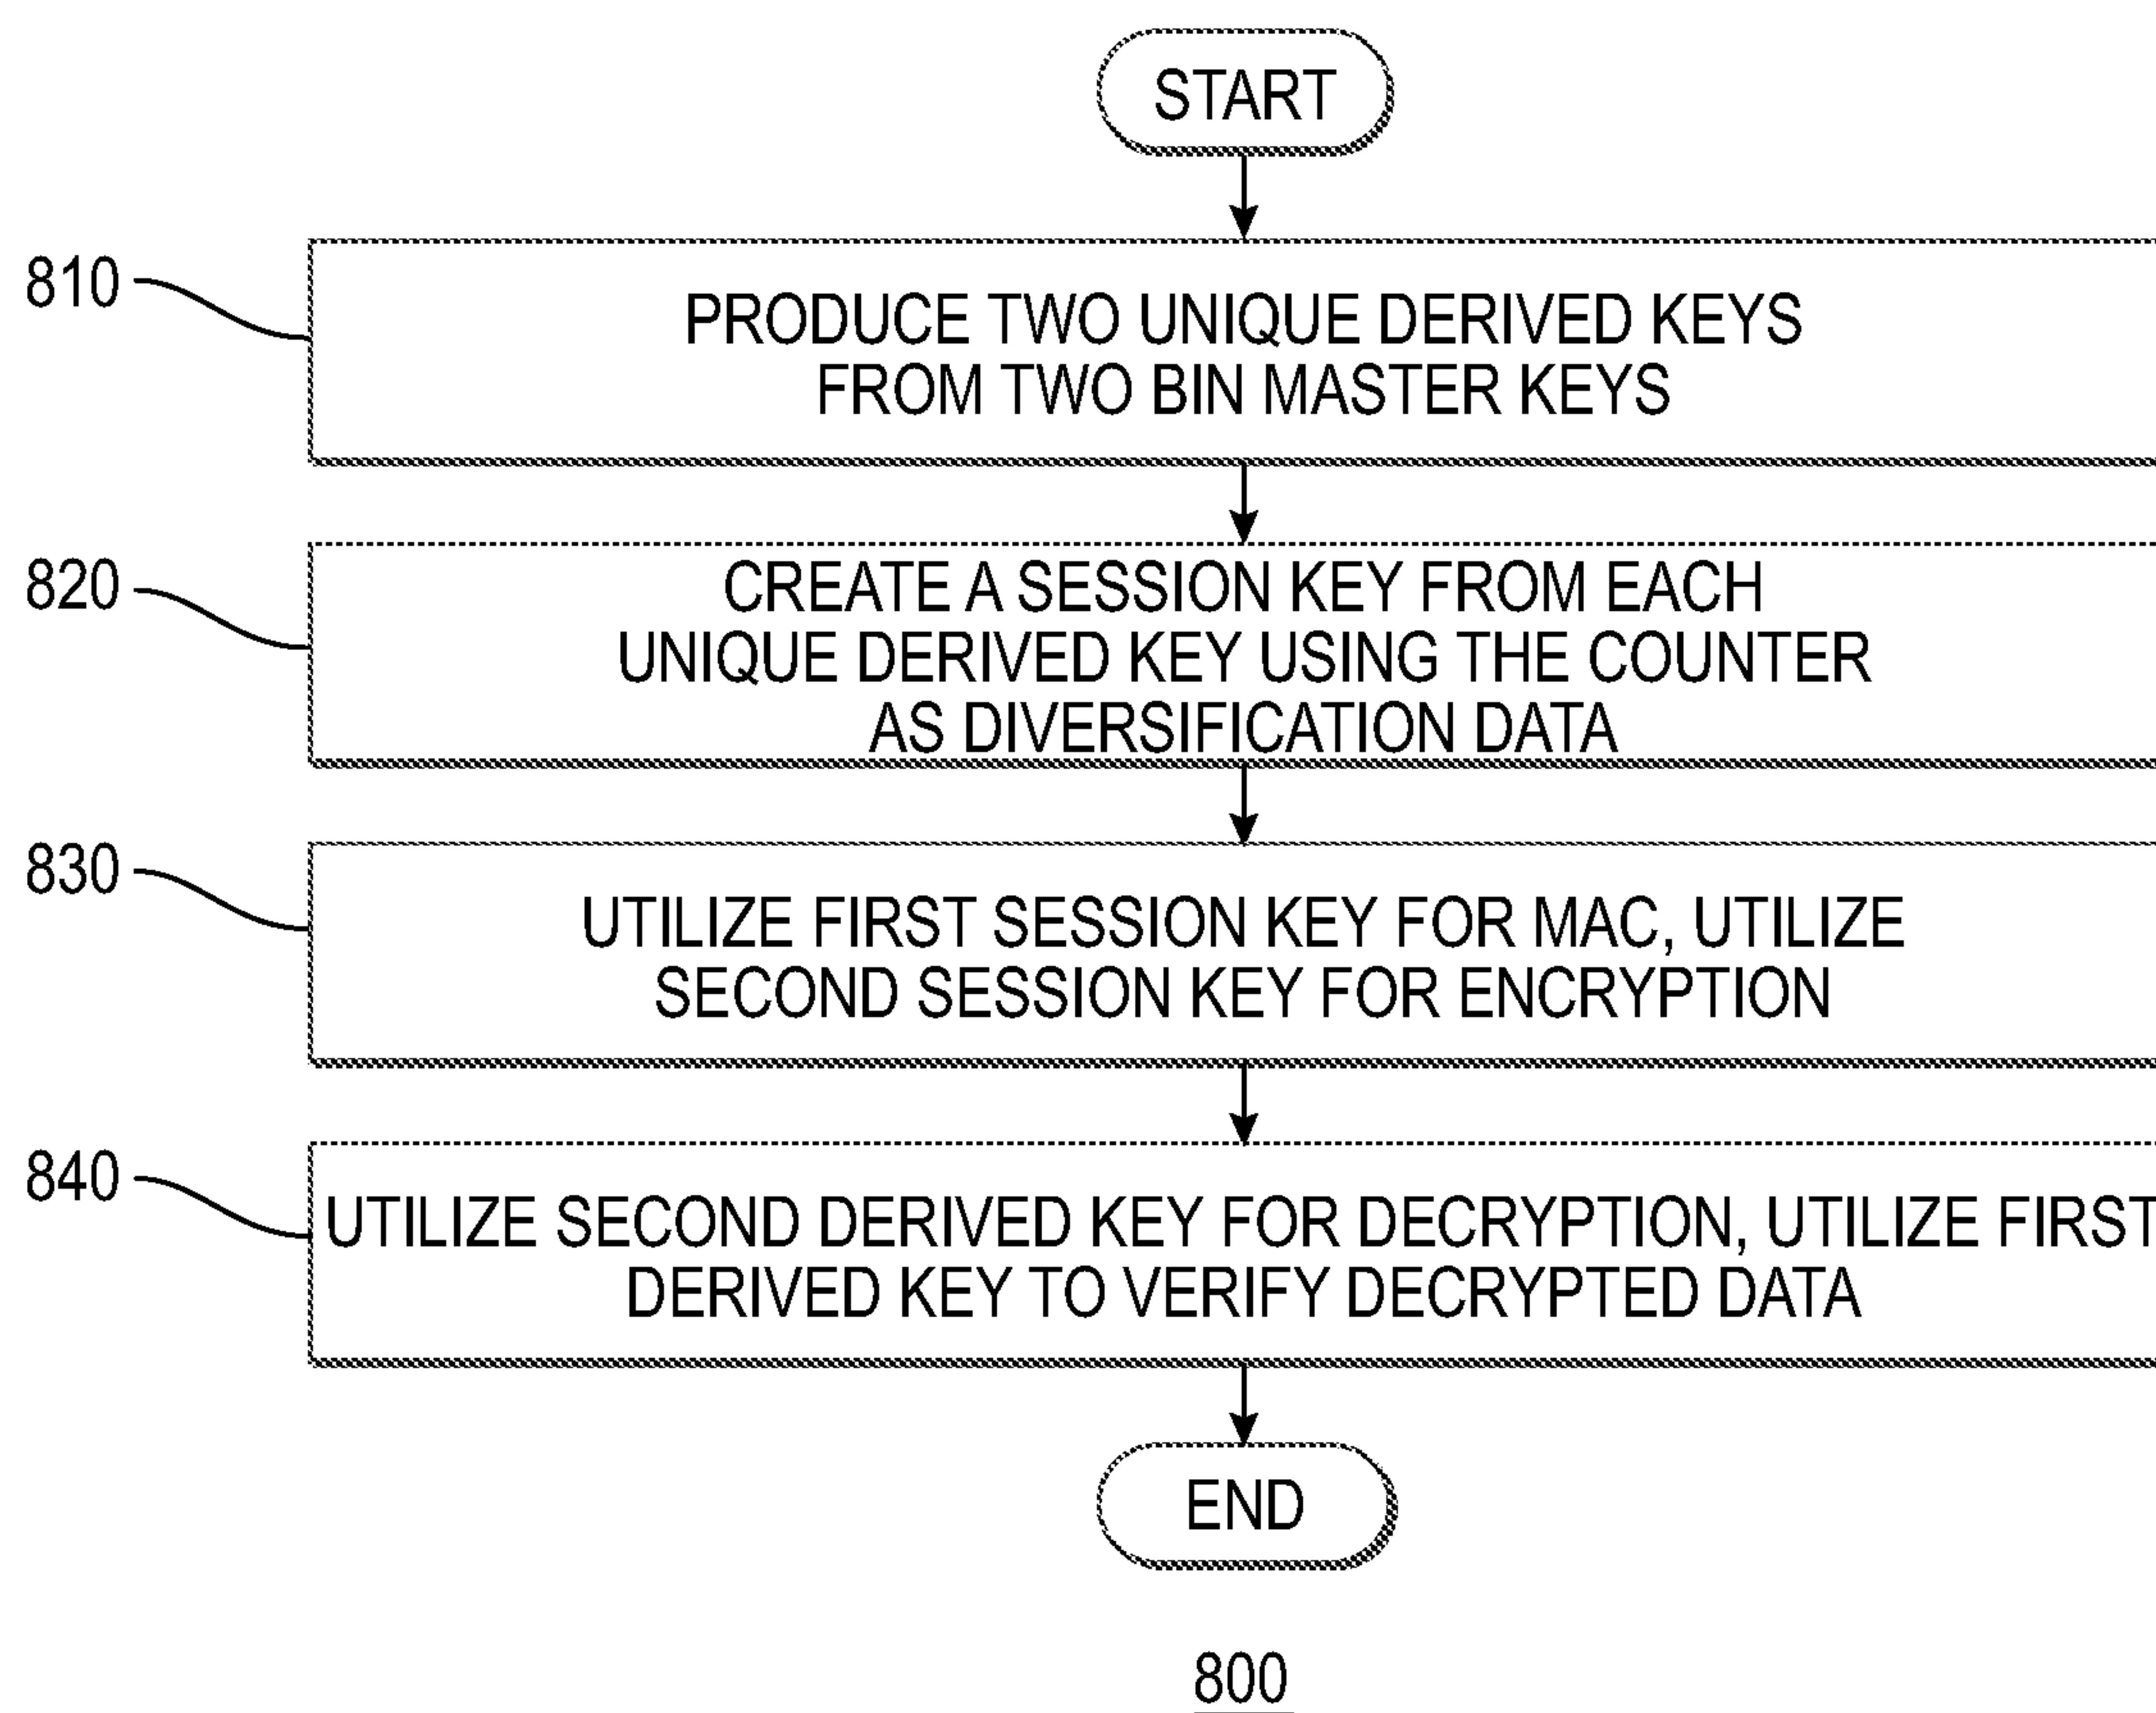 START
810
PRODUCE TWO UNIQUE DERIVED KEYS
FROM TWO BIN MASTER KEYS
820
CREATE A SESSION KEY FROM EACH
UNIQUE DERIVED KEY USING THE COUNTER
AS DIVERSIFICATION DATA
830
UTILIZE FIRST SESSION KEY FOR MAC, UTILIZE
SECOND SESSION KEY FOR ENCRYPTION
840
UTILIZE SECOND DERIVED KEY FOR DECRYPTION, UTILIZE FIRST
DERIVED KEY TO VERIFY DECRYPTED DATA
END
800